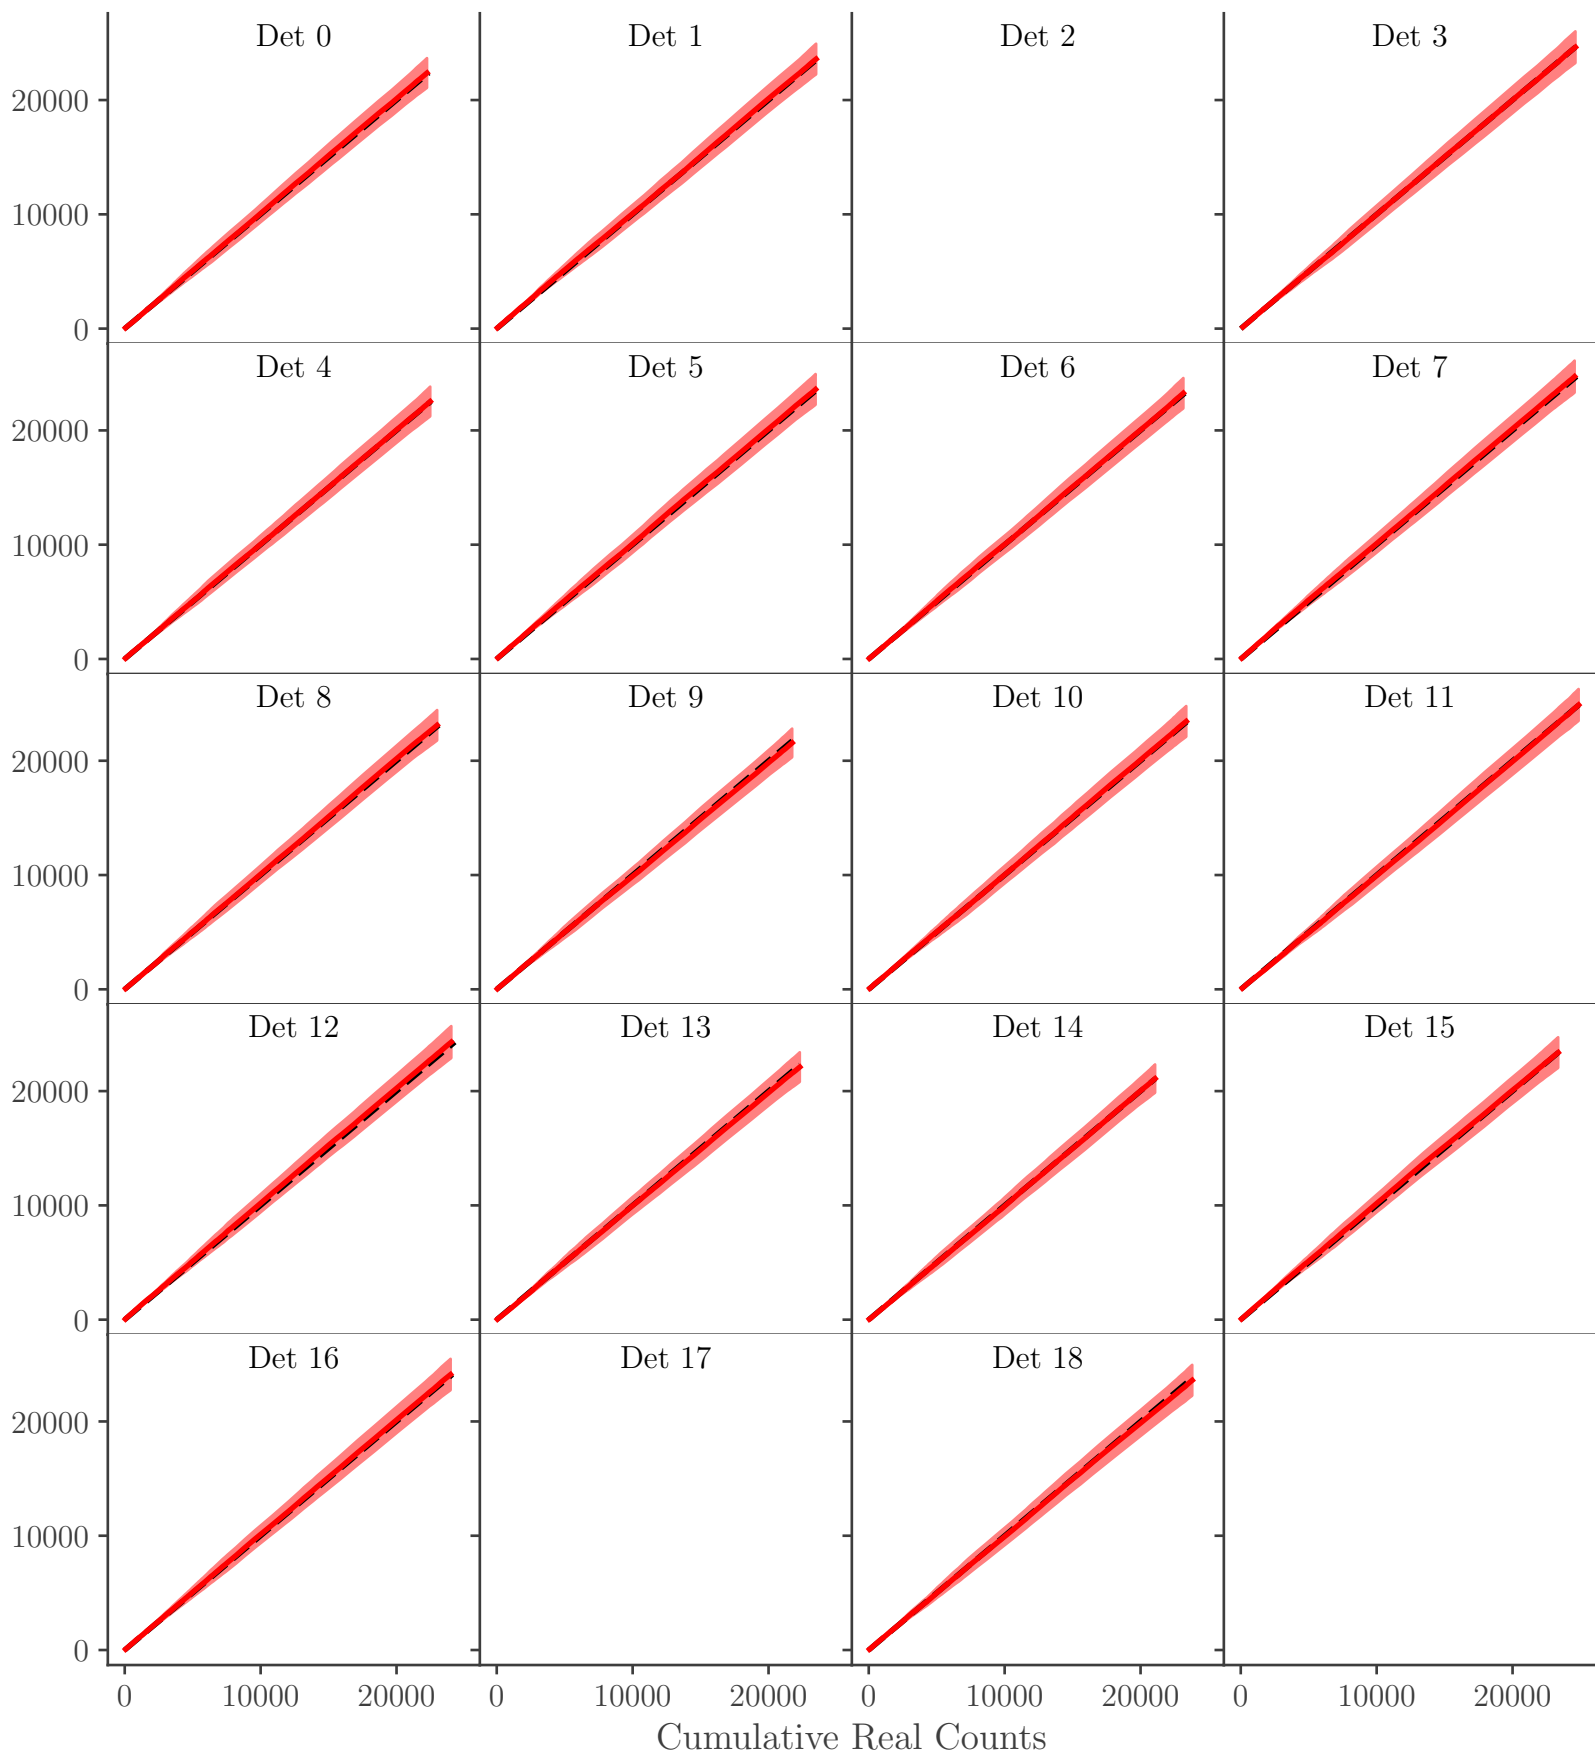 Det 0 Det 1 Det 2 Det 3
20000
10000
0
Det 4 Det 5 Det 6 Det 7
20000
10000
0
Det 8 Det 9 Det 10 Det 11
20000
10000
0
Det 12 Det 13 Det 14 Det 15
20000
10000
0
Det 16 Det 17 Det 18
20000
10000
0
0 10000 20000 0 10000 20000 0 10000 20000 0 10000 20000
Cumulative Real Counts